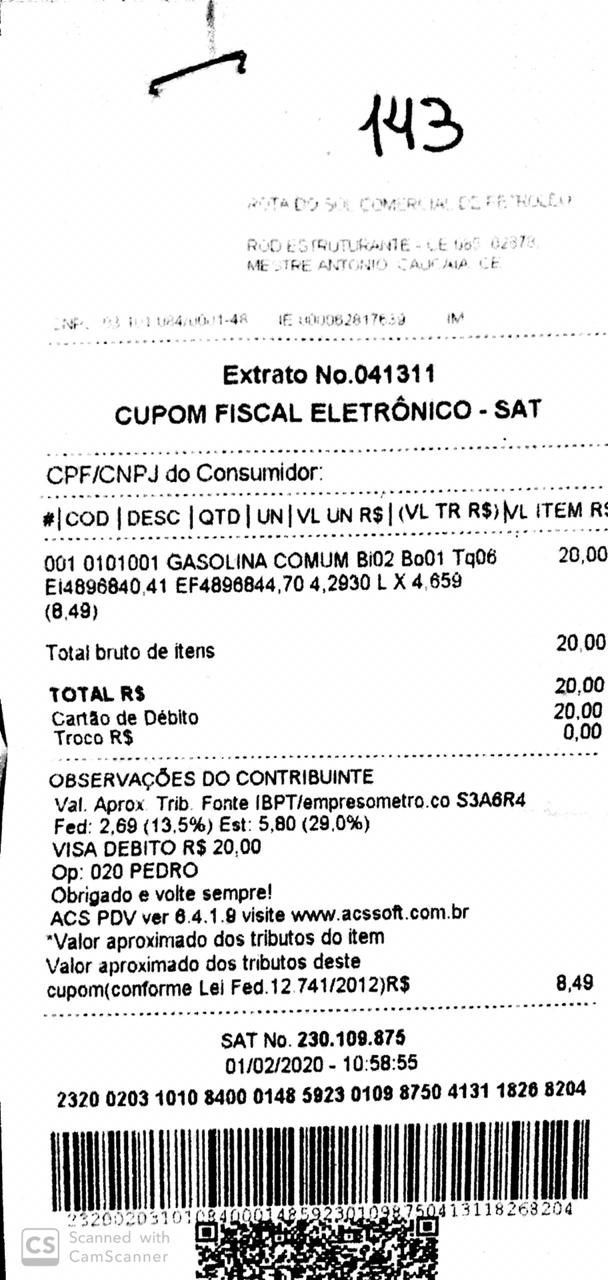 143
ROTA DO SOL COMERCIAL DE PETROLEO
ROD ESTRUTURANTE - CE 085, 02878,
MESTRE ANTONIO, CAUCAIA, CE
CNPJ 03.101.084/0001-48 IE 000062817639 IM
Extrato No.041311
CUPOM FISCAL ELETRÔNICO - SAT
CPF/CNPJ do Consumidor:
#|COD | DESC | QTD | UN | VL UN R$ | (VL TR R$) |VL ITEM R$
001 0101001 GASOLINA COMUM Bi02 Bo01 Tq06 20,00
EI4896840,41 EF4896844,70 4,2930 L X 4,659
(8,49)
Total bruto de itens 20,00
TOTAL R$ 20,00
Cartão de Débito 20,00
Troco R$ 0,00
OBSERVAÇÕES DO CONTRIBUINTE
Val. Aprox. Trib. Fonte IBPT/empresometro.co S3A6R4
Fed: 2,69 (13,5%) Est: 5,80 (29,0%)
VISA DEBITO R$ 20,00
Op: 020 PEDRO
Obrigado e volte sempre!
ACS PDV ver 6.4.1.9 visite www.acssoft.com.br
*Valor aproximado dos tributos do item
Valor aproximado dos tributos deste
cupom(conforme Lei Fed.12.741/2012)R$ 8,49
SAT No. 230.109.875
01/02/2020 - 10:58:55
2320 0203 1010 8400 0148 5923 0109 8750 4131 1826 8204
23200203101084000148592301098750413118268204
CS Scanned with
CamScanner